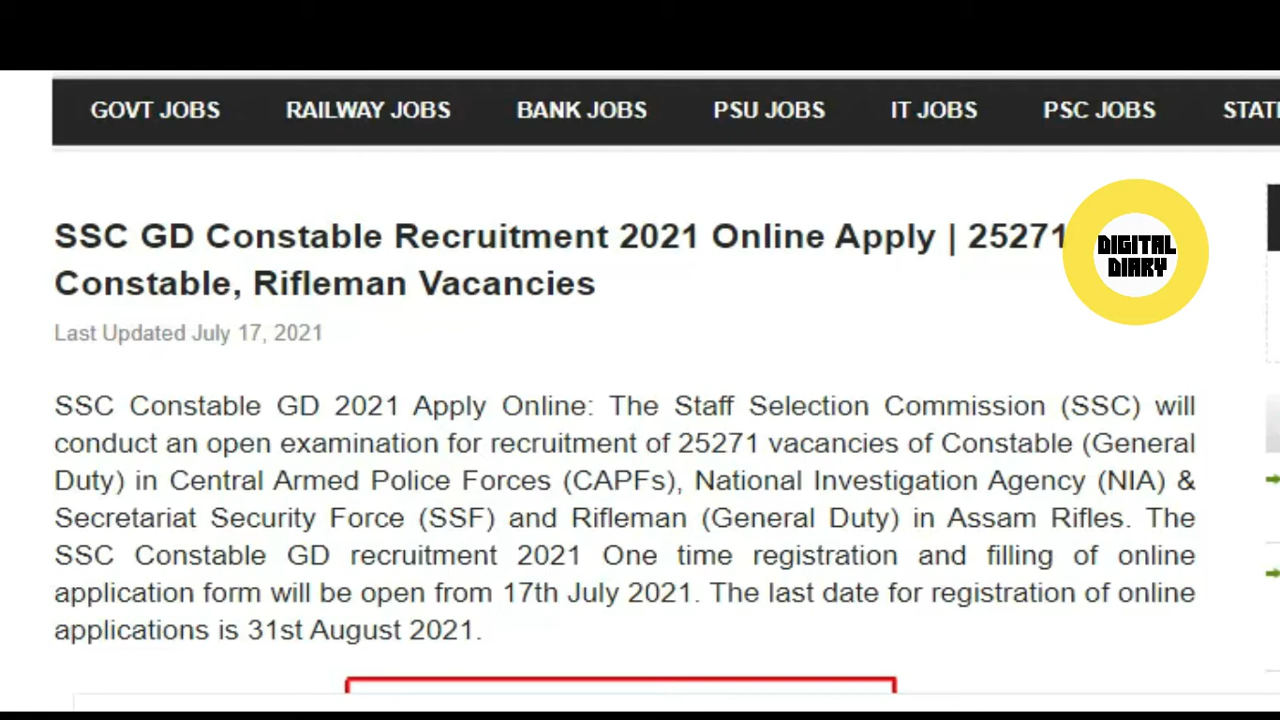 GOVT JOBS RAILWAY JOBS BANK JOBS PSU JOBS IT JOBS PSC JOBS STAT
SSC GD Constable Recruitment 2021 Online Apply | 25271
Constable, Rifleman Vacancies
DIGITAL
DIARY
Last Updated July 17, 2021
SSC Constable GD 2021 Apply Online: The Staff Selection Commission (SSC) will
conduct an open examination for recruitment of 25271 vacancies of Constable (General
Duty) in Central Armed Police Forces (CAPFs), National Investigation Agency (NIA) &
Secretariat Security Force (SSF) and Rifleman (General Duty) in Assam Rifles. The
SSC Constable GD recruitment 2021 One time registration and filling of online
application form will be open from 17th July 2021. The last date for registration of online
applications is 31st August 2021.